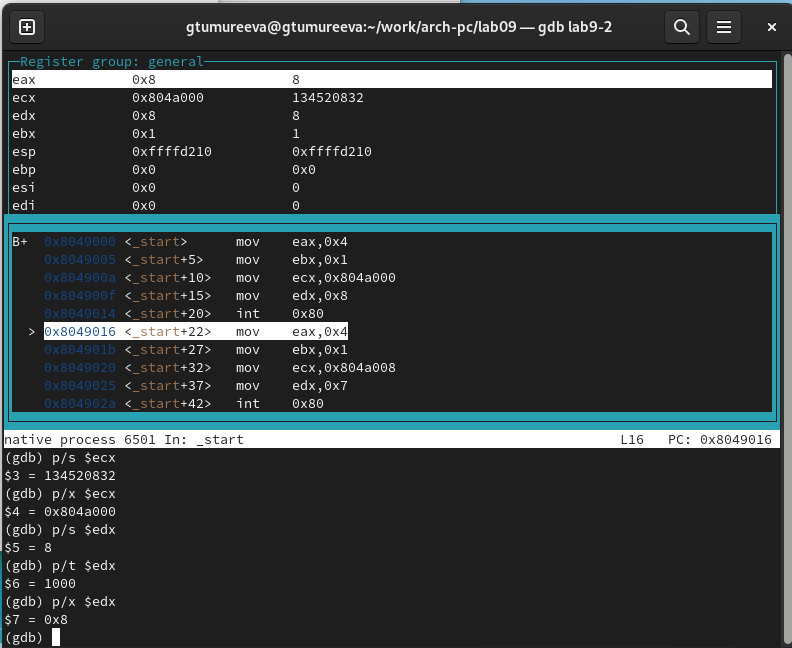 gtumureeva@gtumureeva:~/work/arch-pc/lab09 — gdb lab9-2
Register group: general
eax 0x8 8
ecx 0x804a000 134520832
edx 0x8 8
ebx 0x1 1
esp 0xffffd210 0xffffd210
ebp 0x0 0x0
esi 0x0 0
edi 0x0 0
B+ 0x8049000 <_start> mov eax,0x4
0x8049005 <_start+5> mov ebx,0x1
0x804900a <_start+10> mov ecx,0x804a000
0x804900f <_start+15> mov edx,0x8
0x8049014 <_start+20> int 0x80
> 0x8049016 <_start+22> mov eax,0x4
0x804901b <_start+27> mov ebx,0x1
0x8049020 <_start+32> mov ecx,0x804a008
0x8049025 <_start+37> mov edx,0x7
0x804902a <_start+42> int 0x80
native process 6501 In: _start L16 PC: 0x8049016
(gdb) p/s $ecx
$3 = 134520832
(gdb) p/x $ecx
$4 = 0x804a000
(gdb) p/s $edx
$5 = 8
(gdb) p/t $edx
$6 = 1000
(gdb) p/x $edx
$7 = 0x8
(gdb)